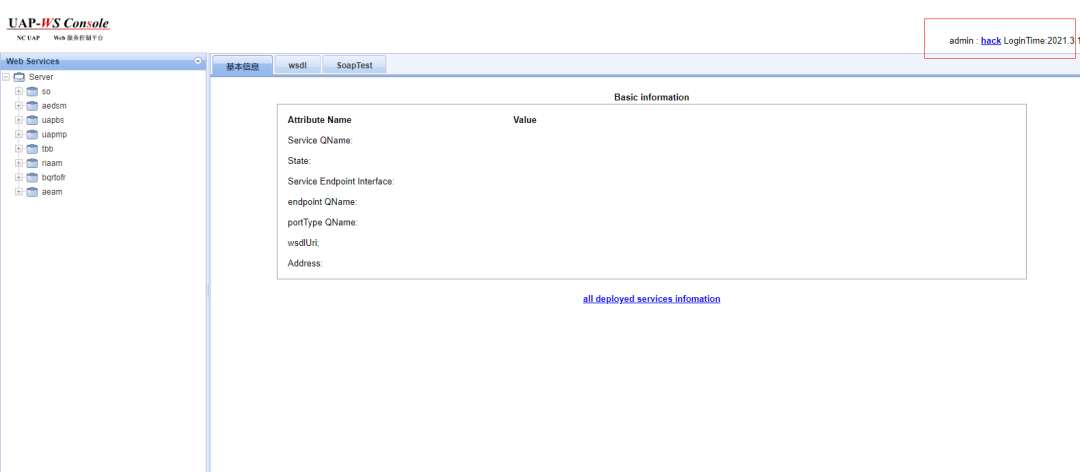 UAP-WS Console
NC UAP Web 服务控制平台
admin : hack LoginTime:2021.3.1
Web Services
基本信息 wsdl SoapTest
Server
so
aedsm
uapbs
uapmp
tbb
riaam
bqrtofr
aeam
Basic information
Attribute Name Value
Service QName:
State:
Service Endpoint Interface:
endpoint QName:
portType QName:
wsdlUri;
Address:
all deployed services infomation